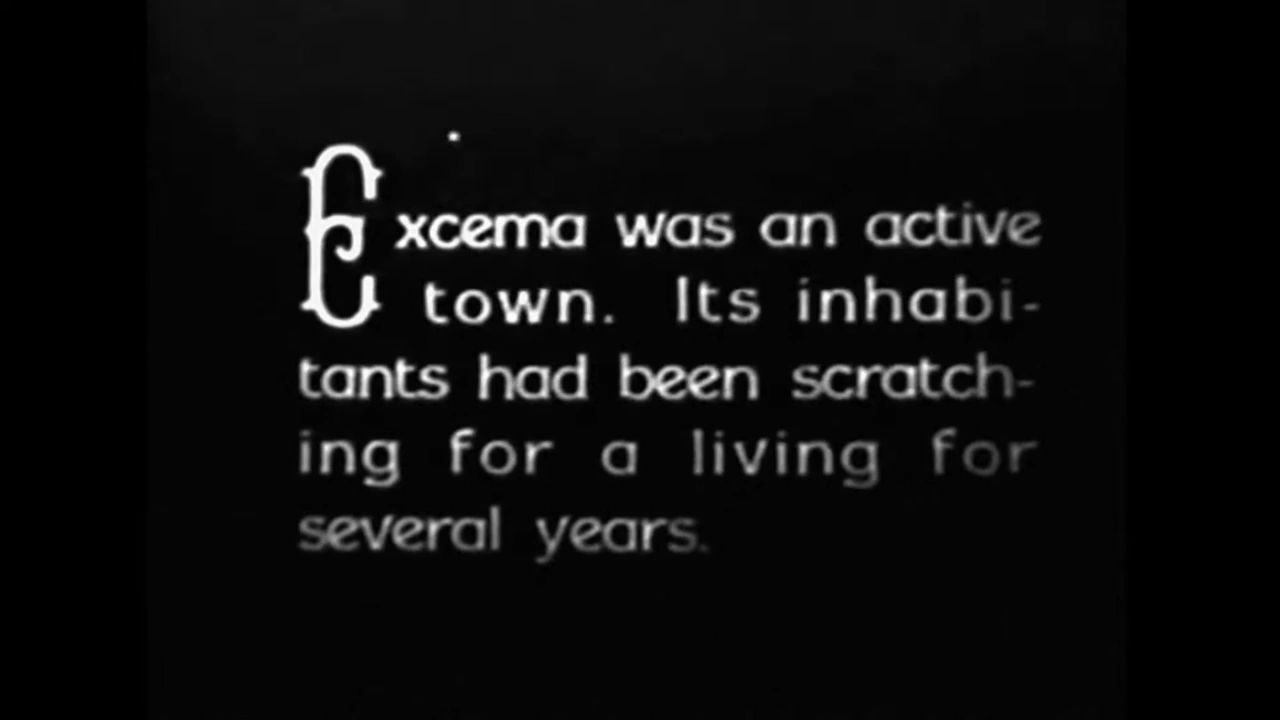 Excema was an active
town. Its inhabi-
tants had been scratch-
ing for a living for
several years.